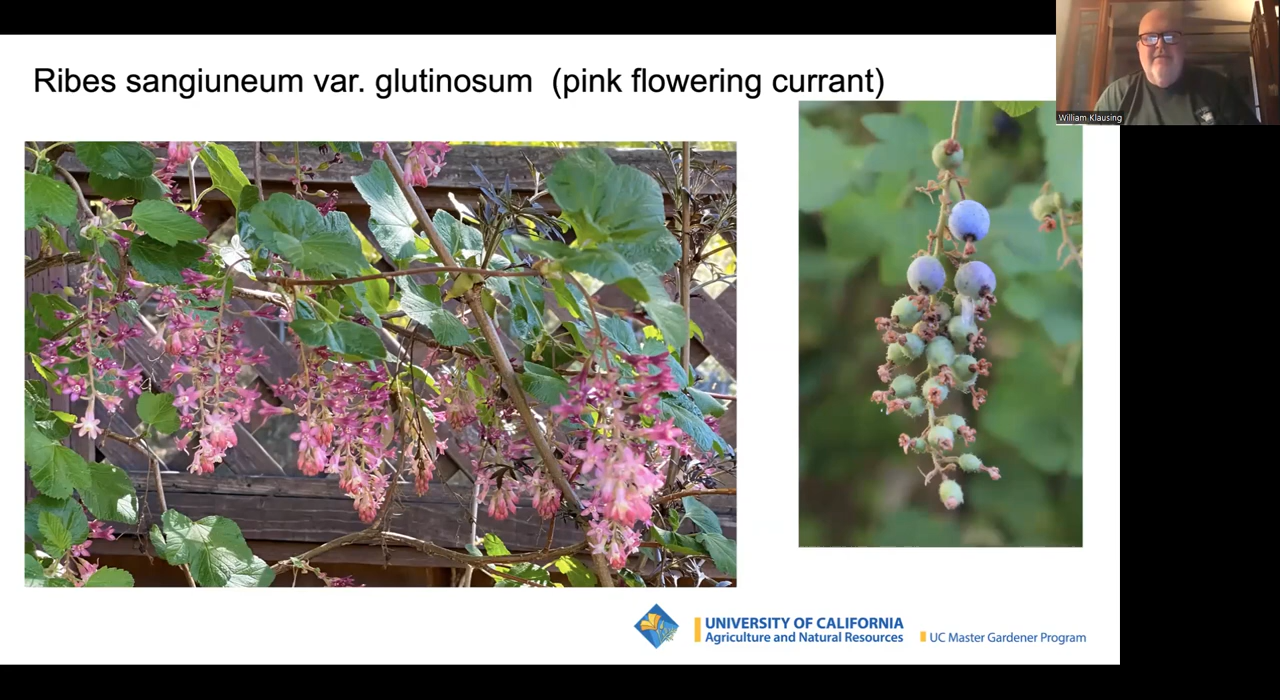 Ribes sangiuneum var. glutinosum (pink flowering currant)
William Klausing
UNIVERSITY OF CALIFORNIA
Agriculture and Natural Resources
UC Master Gardener Program